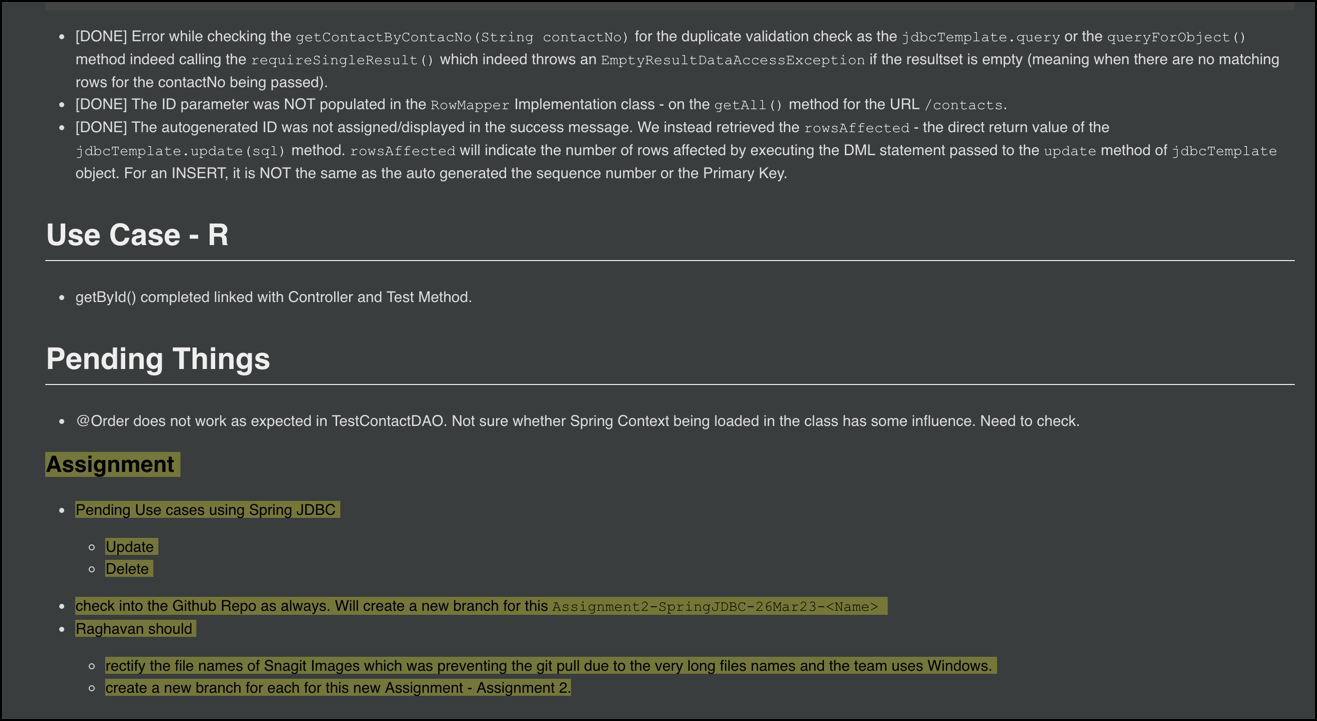 [DONE] Error while checking the getContactByContacNo(String contactNo) for the duplicate validation check as the jdbcTemplate.query or the queryForObject()
method indeed calling the requireSingleResult() which indeed throws an EmptyResultDataAccessException if the resultset is empty (meaning when there are no matching
rows for the contactNo being passed).
[DONE] The ID parameter was NOT populated in the RowMapper Implementation class - on the getAll() method for the URL /contacts.
[DONE] The autogenerated ID was not assigned/displayed in the success message. We instead retrieved the rowsAffected - the direct return value of the
jdbcTemplate.update(sql) method. rowsAffected will indicate the number of rows affected by executing the DML statement passed to the update method of jdbcTemplate
object. For an INSERT, it is NOT the same as the auto generated the sequence number or the Primary Key.
Use Case - R
getById() completed linked with Controller and Test Method.
Pending Things
@Order does not work as expected in TestContactDAO. Not sure whether Spring Context being loaded in the class has some influence. Need to check.
Assignment
Pending Use cases using Spring JDBC
Update
Delete
check into the Github Repo as always. Will create a new branch for this Assignment2-SpringJDBC-26Mar23-<Name>
Raghavan should
rectify the file names of Snagit Images which was preventing the git pull due to the very long files names and the team uses Windows.
create a new branch for each for this new Assignment - Assignment 2.